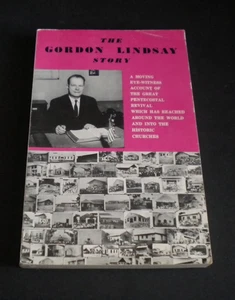 THE
GORDON LINDSAY
STORY
A MOVING
EYE-WITNESS
ACCOUNT OF
THE GREAT
PENTECOSTAL
REVIVAL
WHICH HAS REACHED
AROUND THE WORLD
AND INTO THE
HISTORIC
CHURCHES